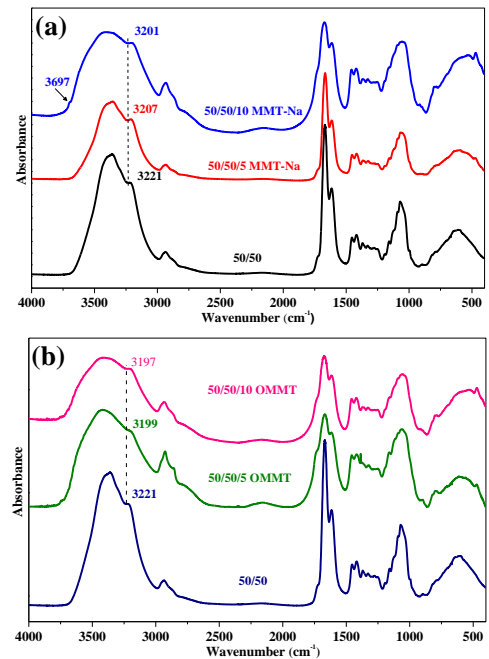 (a)
3201
3697
50/50/10 MMT-Na
3207
50/50/5 MMT-Na
3221
50/50
Absorbance
4000 3500 3000 2500 2000 1500 1000 500
Wavenumber (cm-1)
(b)
3197
50/50/10 OMMT
3199
50/50/5 OMMT
3221
50/50
Absorbance
4000 3500 3000 2500 2000 1500 1000 500
Wavenumber (cm-1)